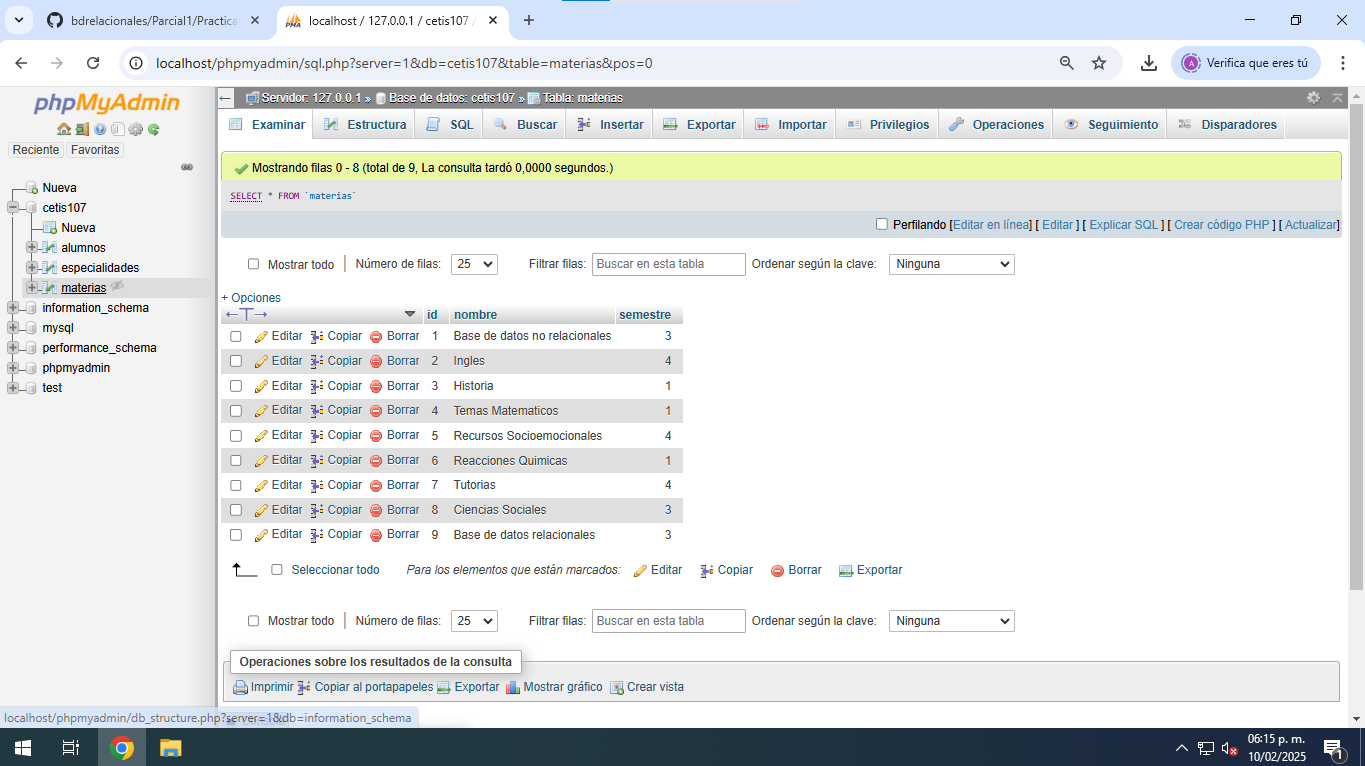 bdrelacionales/Parcial1/Practica
localhost / 127.0.0.1 / cetis107 /
localhost/phpmyadmin/sql.php?server=1&db=cetis107&table=materias&pos=0
A
Verifica que eres tú
phpMyAdmin
Reciente Favoritas
Nueva
cetis107
Nueva
alumnos
especialidades
materias
information_schema
mysql
performance_schema
phpmyadmin
test
Servidor: 127.0.0.1 » Base de datos: cetis107 » Tabla: materias
Examinar Estructura SQL Buscar Insertar Exportar Importar Privilegios Operaciones Seguimiento Disparadores
Mostrando filas 0 - 8 (total de 9, La consulta tardó 0,0000 segundos.)
SELECT * FROM `materias`
Perfilando [Editar en línea] [ Editar ] [ Explicar SQL ] [ Crear código PHP ] [ Actualizar]
Mostrar todo | Número de filas: 25 Filtrar filas: Buscar en esta tabla Ordenar según la clave: Ninguna
+ Opciones
←T→ id nombre semestre
Editar Copiar Borrar 1 Base de datos no relacionales 3
Editar Copiar Borrar 2 Ingles 4
Editar Copiar Borrar 3 Historia 1
Editar Copiar Borrar 4 Temas Matematicos 1
Editar Copiar Borrar 5 Recursos Socioemocionales 4
Editar Copiar Borrar 6 Reacciones Quimicas 1
Editar Copiar Borrar 7 Tutorias 4
Editar Copiar Borrar 8 Ciencias Sociales 3
Editar Copiar Borrar 9 Base de datos relacionales 3
Seleccionar todo Para los elementos que están marcados: Editar Copiar Borrar Exportar
Mostrar todo | Número de filas: 25 Filtrar filas: Buscar en esta tabla Ordenar según la clave: Ninguna
Operaciones sobre los resultados de la consulta
Imprimir Copiar al portapapeles Exportar Mostrar gráfico Crear vista
localhost/phpmyadmin/db_structure.php?server=1&db=information_schema
06:15 p. m.
10/02/2025
1